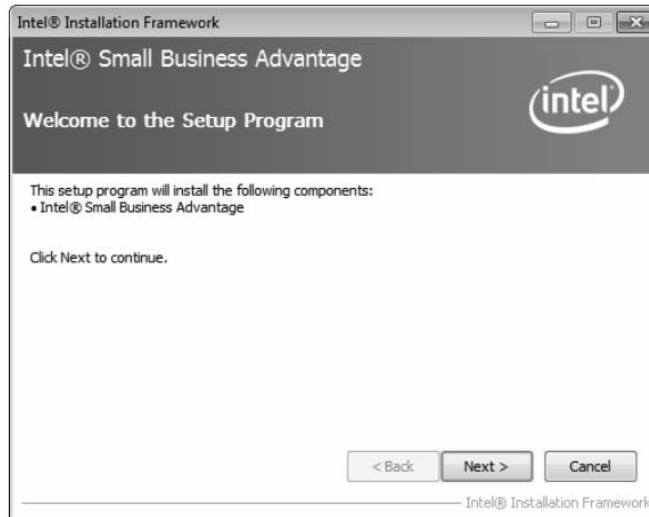 Intel® Installation Framework
Intel® Small Business Advantage
intel
Welcome to the Setup Program
This setup program will install the following components:
• Intel® Small Business Advantage
Click Next to continue.
< Back Next > Cancel
Intel® Installation Framework